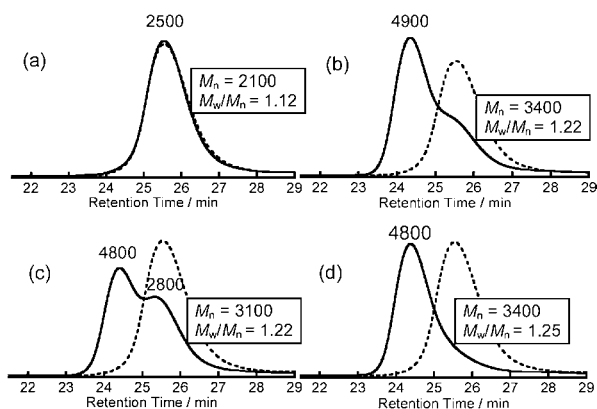 2500
(a)
Mn = 2100
Mw/Mn = 1.12
22 23 24 25 26 27 28 29
Retention Time / min
4900
(b)
Mn = 3400
Mw/Mn = 1.22
22 23 24 25 26 27 28 29
Retention Time / min
4800
2800
(c)
Mn = 3100
Mw/Mn = 1.22
22 23 24 25 26 27 28 29
Retention Time / min
4800
(d)
Mn = 3400
Mw/Mn = 1.25
22 23 24 25 26 27 28 29
Retention Time / min